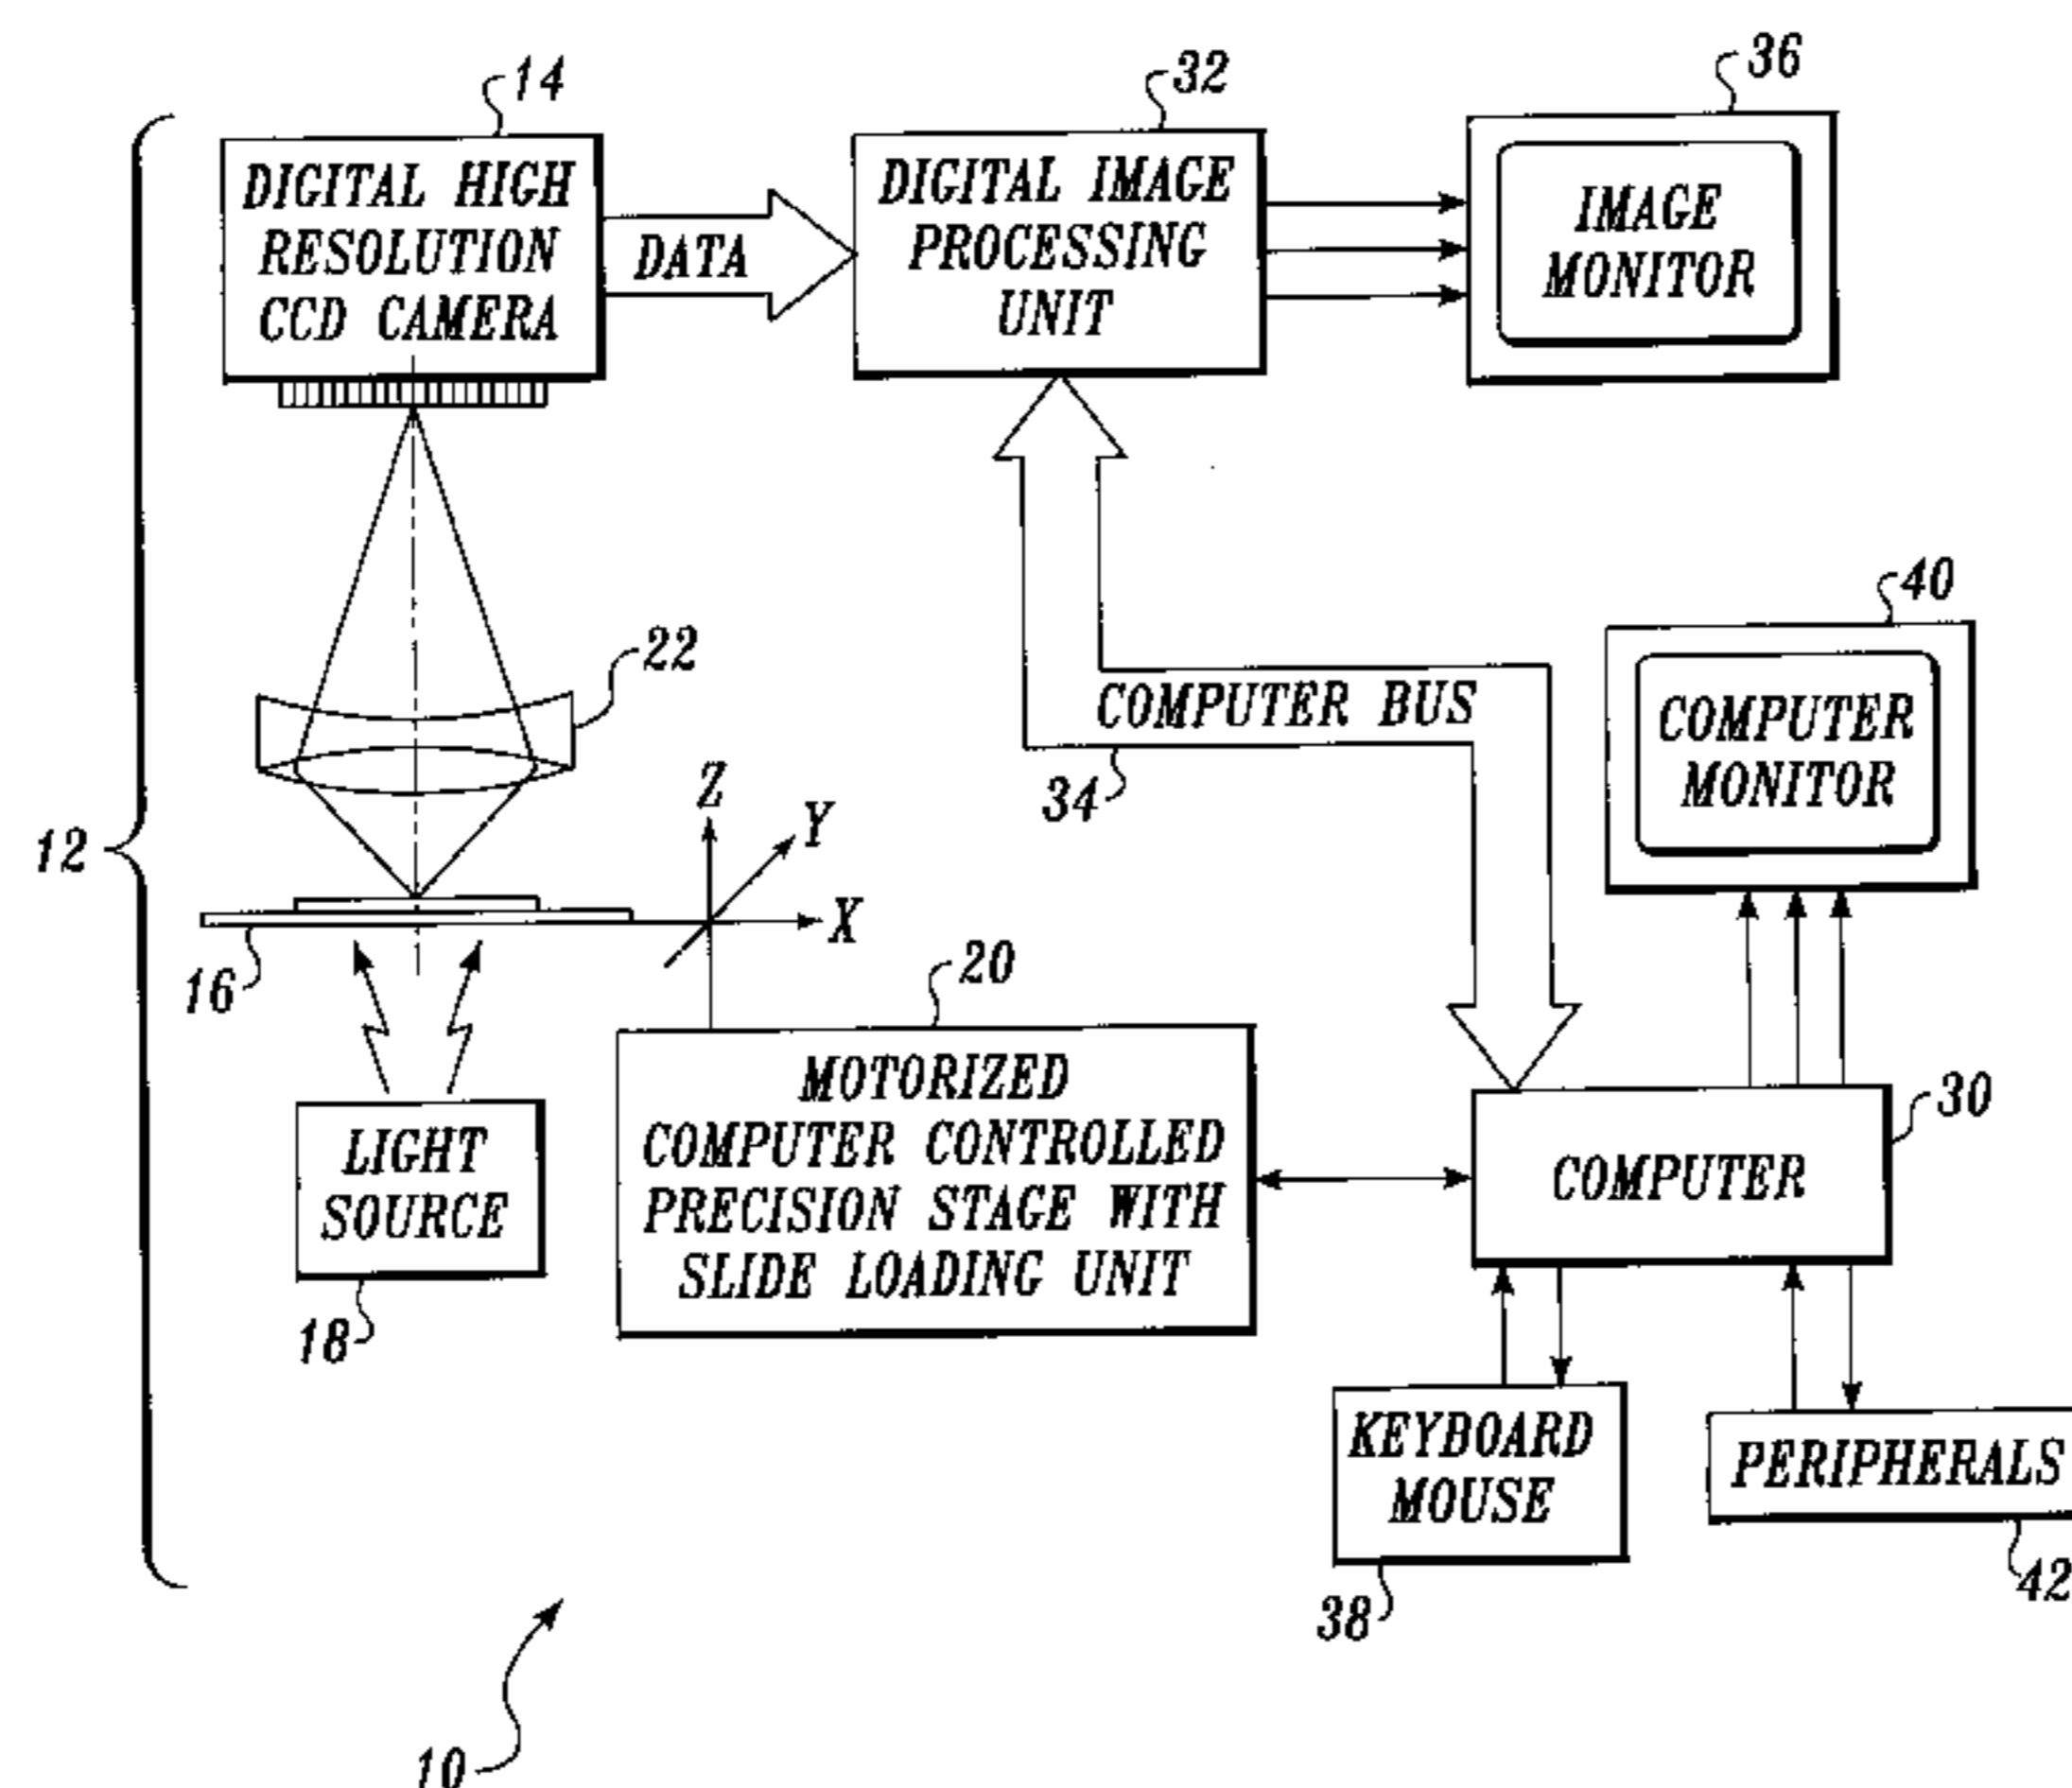 14
DIGITAL HIGH
RESOLUTION
CCD CAMERA
DATA
32
DIGITAL IMAGE
PROCESSING
UNIT
36
IMAGE
MONITOR
12
22
COMPUTER BUS
34
40
COMPUTER
MONITOR
Z
Y
X
16
LIGHT
SOURCE
18
20
MOTORIZED
COMPUTER CONTROLLED
PRECISION STAGE WITH
SLIDE LOADING UNIT
30
COMPUTER
KEYBOARD
MOUSE
38
PERIPHERALS
42
10